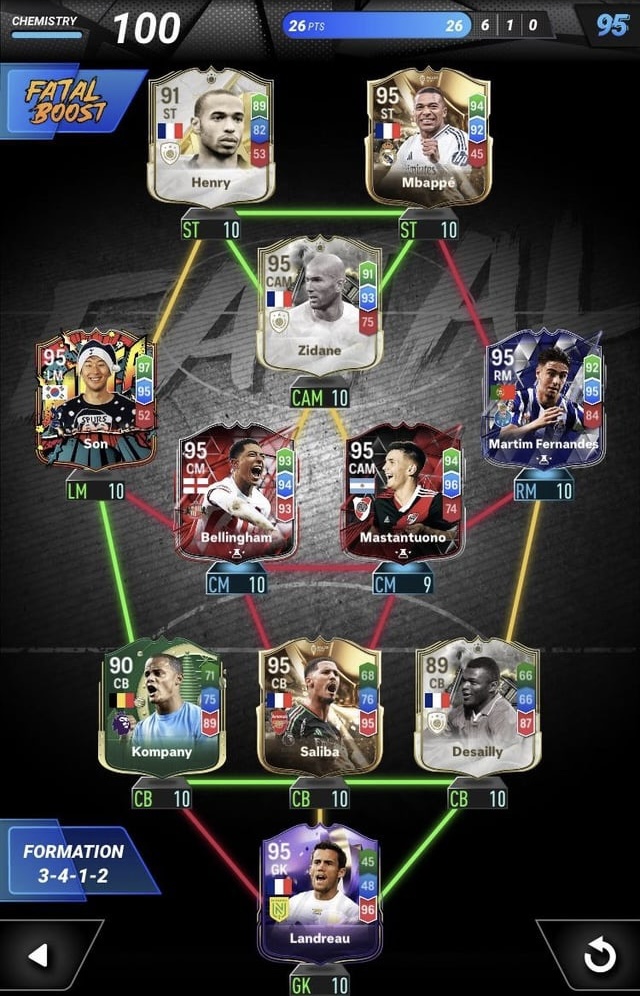 CHEMISTRY 100 26 PTS 26 6 1 0 95
FATAL
BOOST
91 ST 89 82 53
Henry
ST 10
95 ST 94 92 45
Mbappé
ST 10
95 CAM 91 93 75
Zidane
CAM 10
95 LM 97 95 52
SPURS
Son
LM 10
95 RM 92 95 84
Martim Fernandes
RM 10
95 CM 93 94 93
Bellingham
CM 10
95 CAM 94 96 74
Mastantuono
CM 9
90 CB 71 75 89
Kompany
CB 10
95 CB 68 76 95
Saliba
CB 10
89 CB 66 66 87
Desailly
CB 10
FORMATION
3-4-1-2
95 GK 45 48 96
Landreau
GK 10